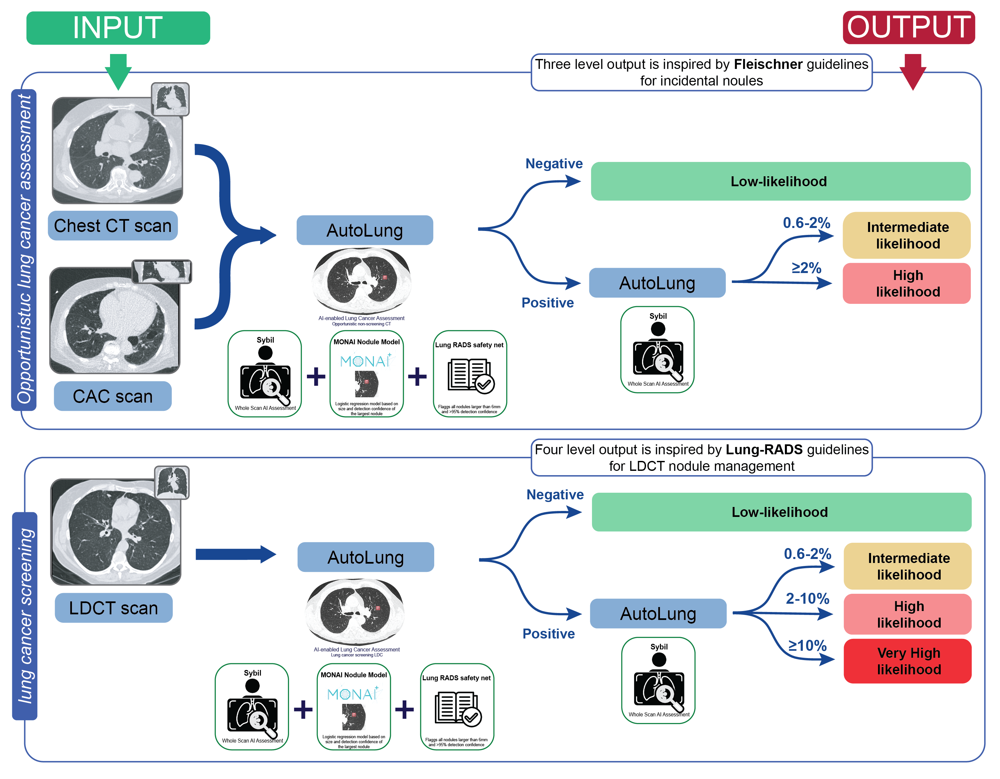 INPUT
OUTPUT
Three level output is inspired by Fleischner guidelines
for incidental noules
Opportunistuc lung cancer assessment
Chest CT scan
CAC scan
AutoLung
AI-enabled Lung Cancer Assessment
Opportunistic non-screening CT
Sybil
Whole Scan AI Assessment
+
MONAI Nodule Model
MONAI
Logistic regression model based on
size and detection confidence of
the largest nodule
+
Lung RADS safety net
Flaggs all nodules larger than 6mm
and >95% detection confidence
Negative
Low-likelihood
Positive
AutoLung
Sybil
Whole Scan AI Assessment
0.6-2%
Intermediate
likelihood
≥2%
High
likelihood
Four level output is inspired by Lung-RADS guidelines
for LDCT nodule management
lung cancer screening
LDCT scan
AutoLung
AI-enabled Lung Cancer Assessment
Lung cancer screening LDC
Sybil
Whole Scan AI Assessment
+
MONAI Nodule Model
MONAI
Logistic regression model based on
size and detection confidence of
the largest nodule
+
Lung RADS safety net
Flaggs all nodules larger than 6mm
and >95% detection confidence
Negative
Low-likelihood
Positive
AutoLung
Sybil
Whole Scan AI Assessment
0.6-2%
Intermediate
likelihood
2-10%
High
likelihood
≥10%
Very High
likelihood